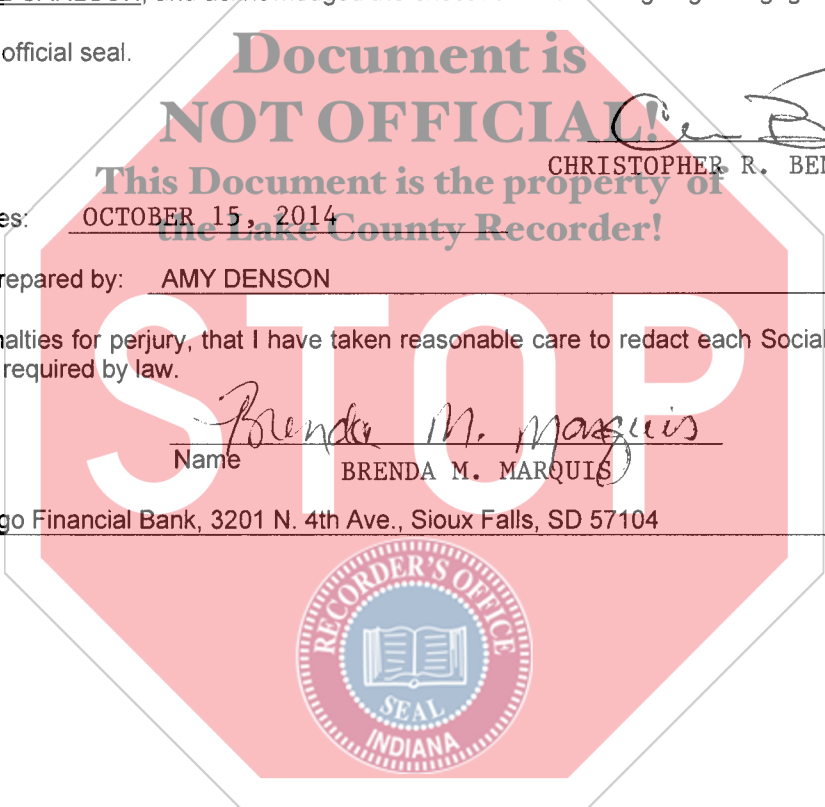 official seal.
Document is
NOT OFFICIAL!
CHRISTOPHER R. BEN
This Document is the property of
es: OCTOBER 15, 2014
the Lake County Recorder!
repared by: AMY DENSON
nalties for perjury, that I have taken reasonable care to redact each Social
required by law.
STOP
Brenda M. Marquis
Name BRENDA M. MARQUIS
go Financial Bank, 3201 N. 4th Ave., Sioux Falls, SD 57104
RECORDER'S OFFICE
SEAL
INDIANA